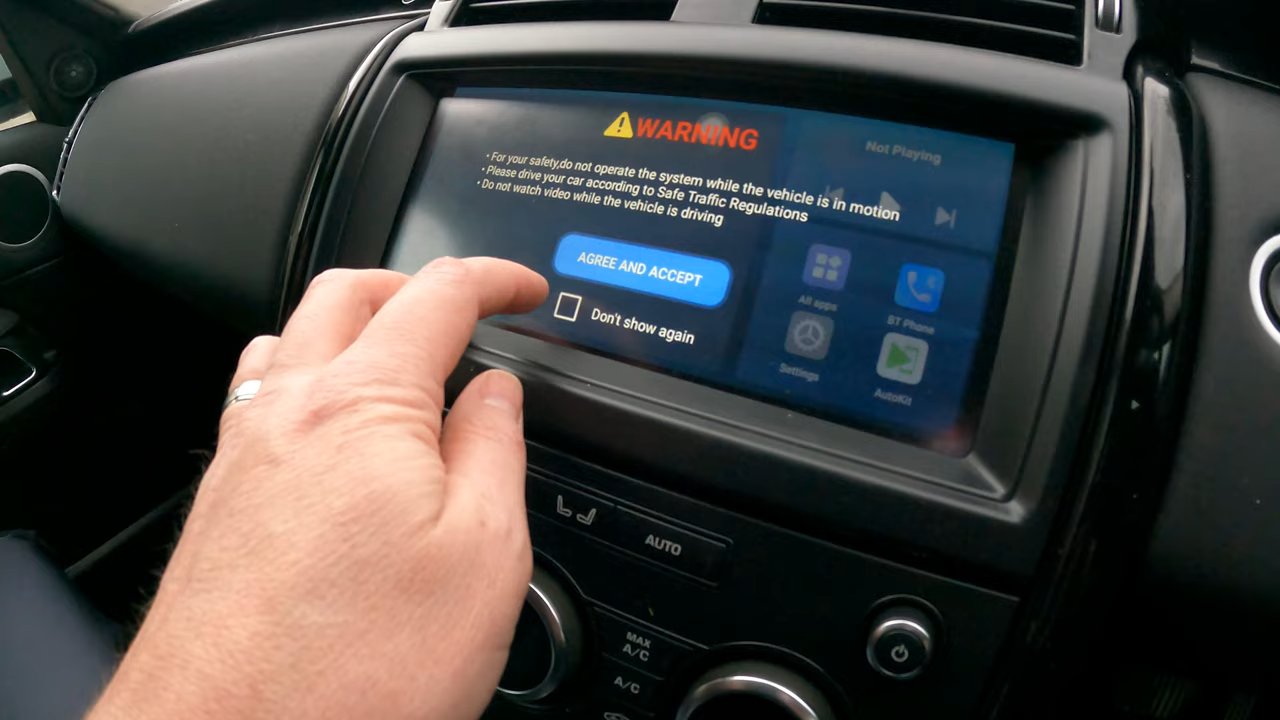 WARNING
· For your safety,do not operate the system while the vehicle is in motion
· Please drive your car according to Safe Traffic Regulations
· Do not watch video while the vehicle is driving
AGREE AND ACCEPT
Don't show again
Not Playing
All apps
BT Phone
Settings
AutoKit
AUTO
MAX
A/C
A/C